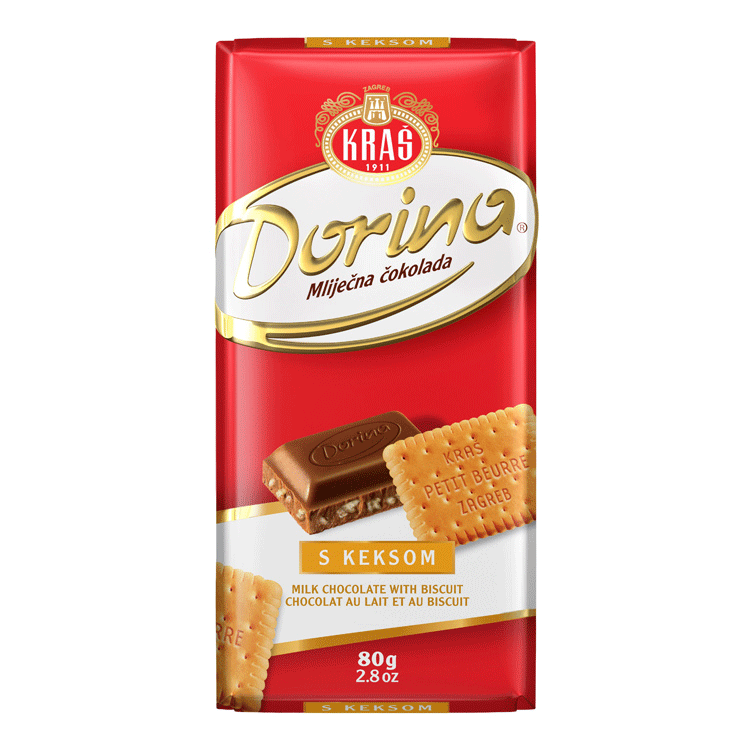 S KEKSOM
ZAGREB
KRAŠ
1911
Dorina®
Mliječna čokolada
Dorina
KRAŠ
PETIT BEURRE
ZAGREB
S KEKSOM
MILK CHOCOLATE WITH BISCUIT
CHOCOLAT AU LAIT ET AU BISCUIT
RRE
80g
2.8 oz
S KEKSOM